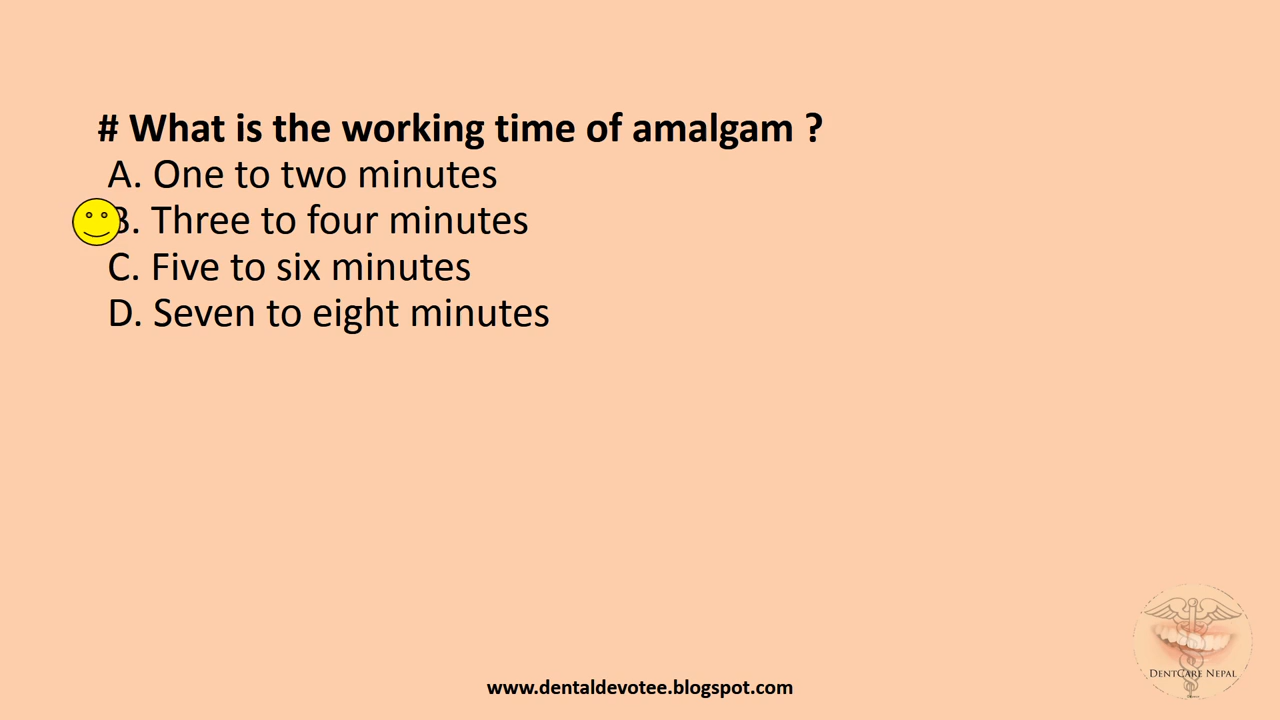 # What is the working time of amalgam ?
A. One to two minutes
B. Three to four minutes
C. Five to six minutes
D. Seven to eight minutes
DentCare Nepal
www.dentaldevotee.blogspot.com